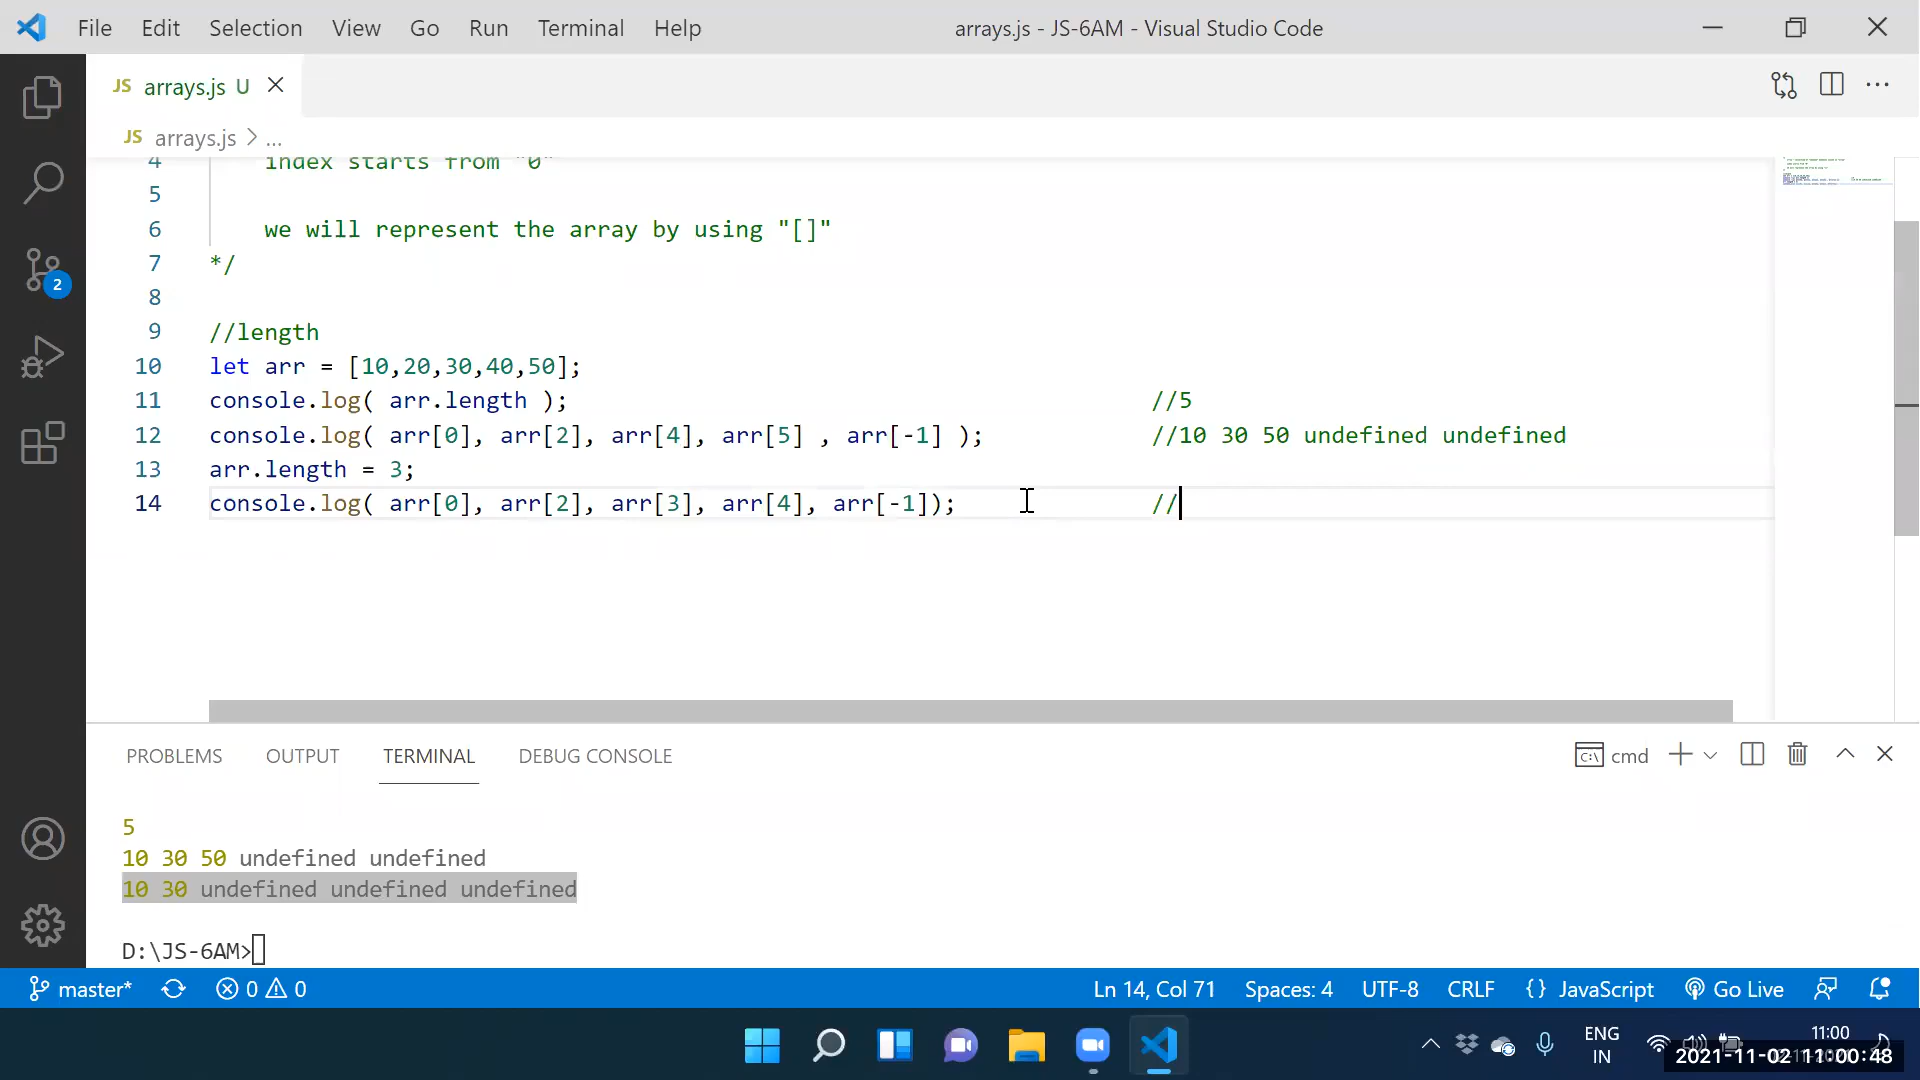 File Edit Selection View Go Run Terminal Help arrays.js - JS-6AM - Visual Studio Code
JS arrays.js U
JS arrays.js > ...
4 index starts from "0"
5
6 we will represent the array by using "[]"
7 */
8
9 //length
10 let arr = [10,20,30,40,50];
11 console.log( arr.length ); //5
12 console.log( arr[0], arr[2], arr[4], arr[5] , arr[-1] ); //10 30 50 undefined undefined
13 arr.length = 3;
14 console.log( arr[0], arr[2], arr[3], arr[4], arr[-1]); //
2
PROBLEMS OUTPUT TERMINAL DEBUG CONSOLE cmd
5
10 30 50 undefined undefined
10 30 undefined undefined undefined
D:\JS-6AM>
master* 0 0 Ln 14, Col 71 Spaces: 4 UTF-8 CRLF {} JavaScript Go Live
ENG 11:00
IN 2021-11-02 11:00:48